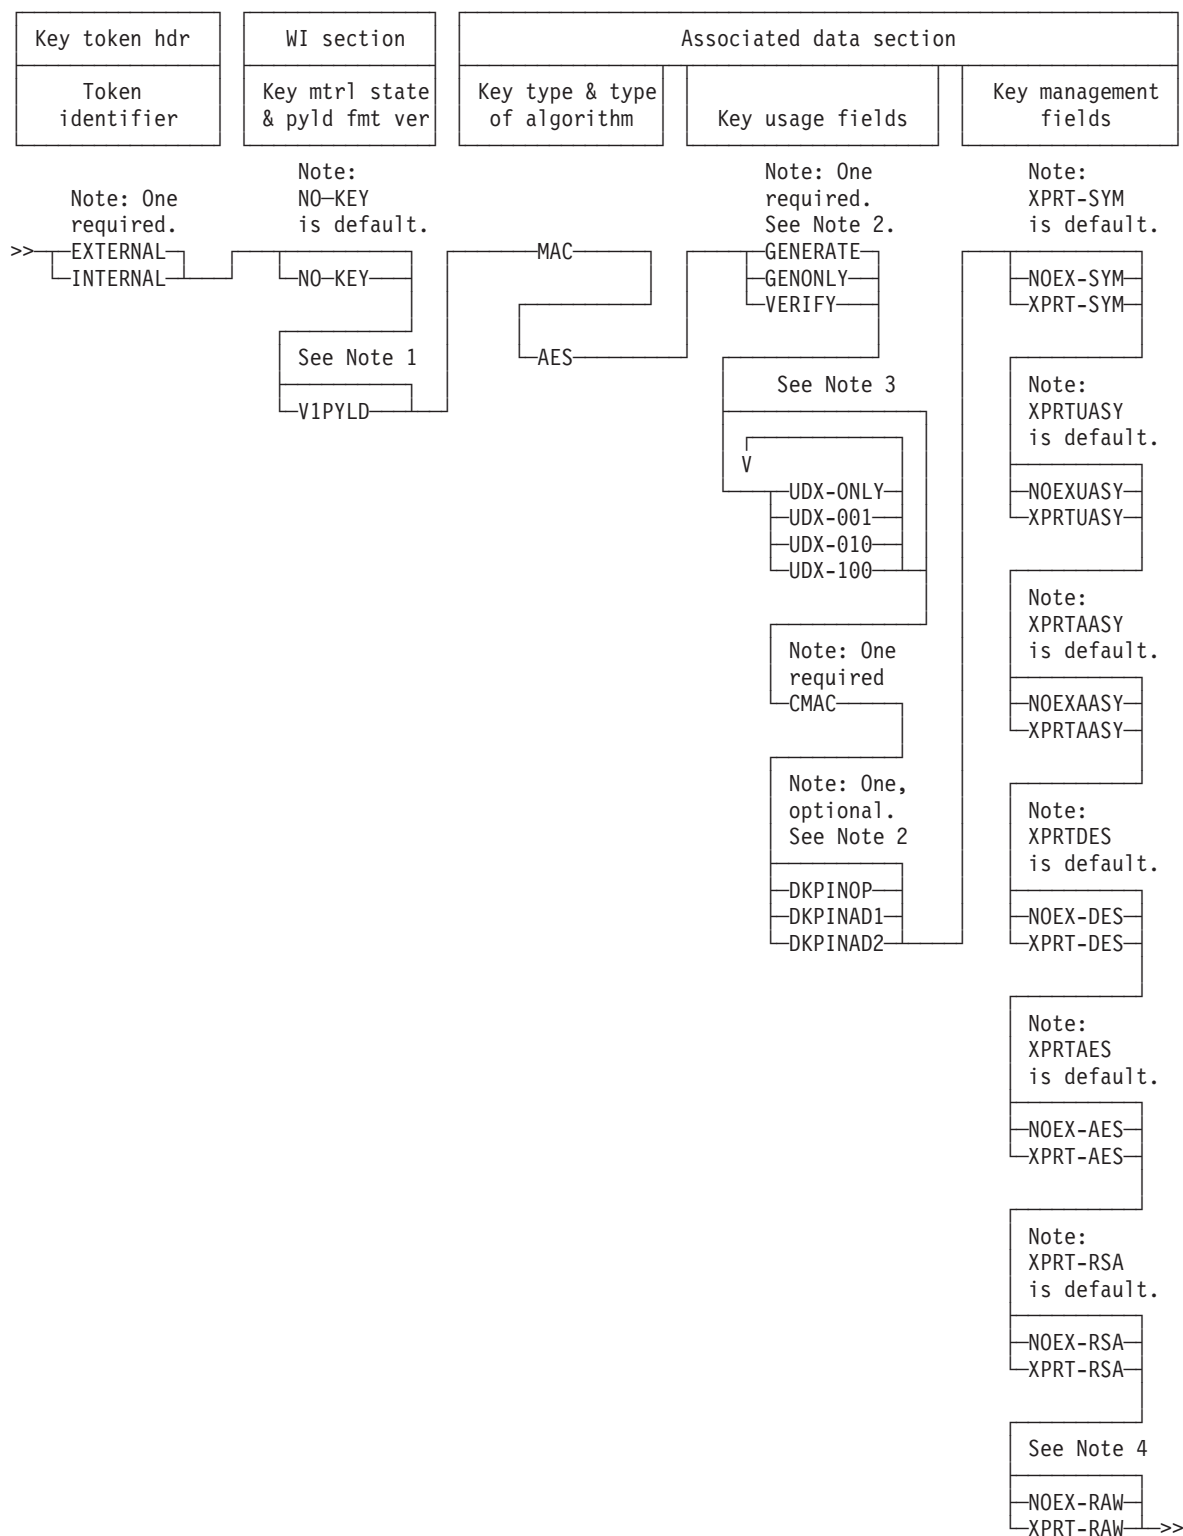 Key token hdr
WI section
Associated data section
Token
identifier
Key mtrl state
& pyld fmt ver
Key type & type
of algorithm
Key usage fields
Key management
fields
Note: One
required.
>>
EXTERNAL
INTERNAL
Note:
NO-KEY
is default.
NO-KEY
See Note 1
V1PYLD
MAC
AES
Note: One
required.
See Note 2.
GENERATE
GENONLY
VERIFY
See Note 3
V
UDX-ONLY
UDX-001
UDX-010
UDX-100
Note: One
required
CMAC
Note: One,
optional.
See Note 2
DKPINOP
DKPINAD1
DKPINAD2
Note:
XPRT-SYM
is default.
NOEX-SYM
XPRT-SYM
Note:
XPRTUASY
is default.
NOEXUASY
XPRTUASY
Note:
XPRTAASY
is default.
NOEXAASY
XPRTAASY
Note:
XPRTDES
is default.
NOEX-DES
XPRT-DES
Note:
XPRTAES
is default.
NOEX-AES
XPRT-AES
Note:
XPRT-RSA
is default.
NOEX-RSA
XPRT-RSA
See Note 4
NOEX-RAW
XPRT-RAW
>>